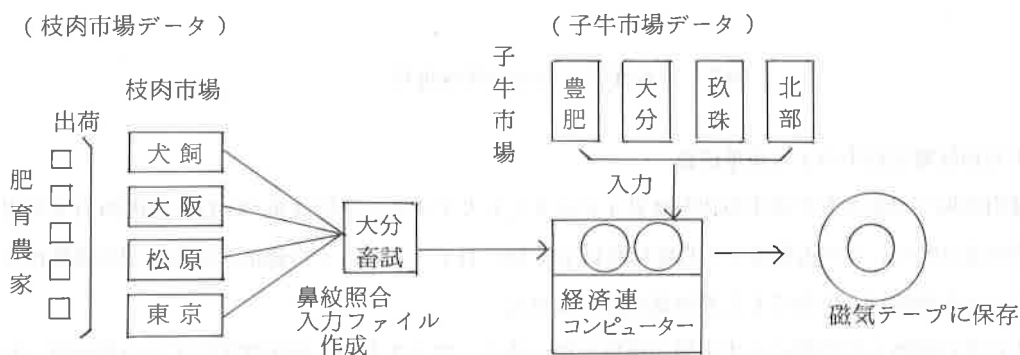 (枝肉市場データ)
(子牛市場データ)
子牛市場
豊肥
大分
玖珠
北部
枝肉市場
出荷
肥育農家
犬飼
大阪
松原
東京
入力
大分
畜試
鼻紋照合
入力ファイル
作成
経済連
コンピューター
磁気テープに保存